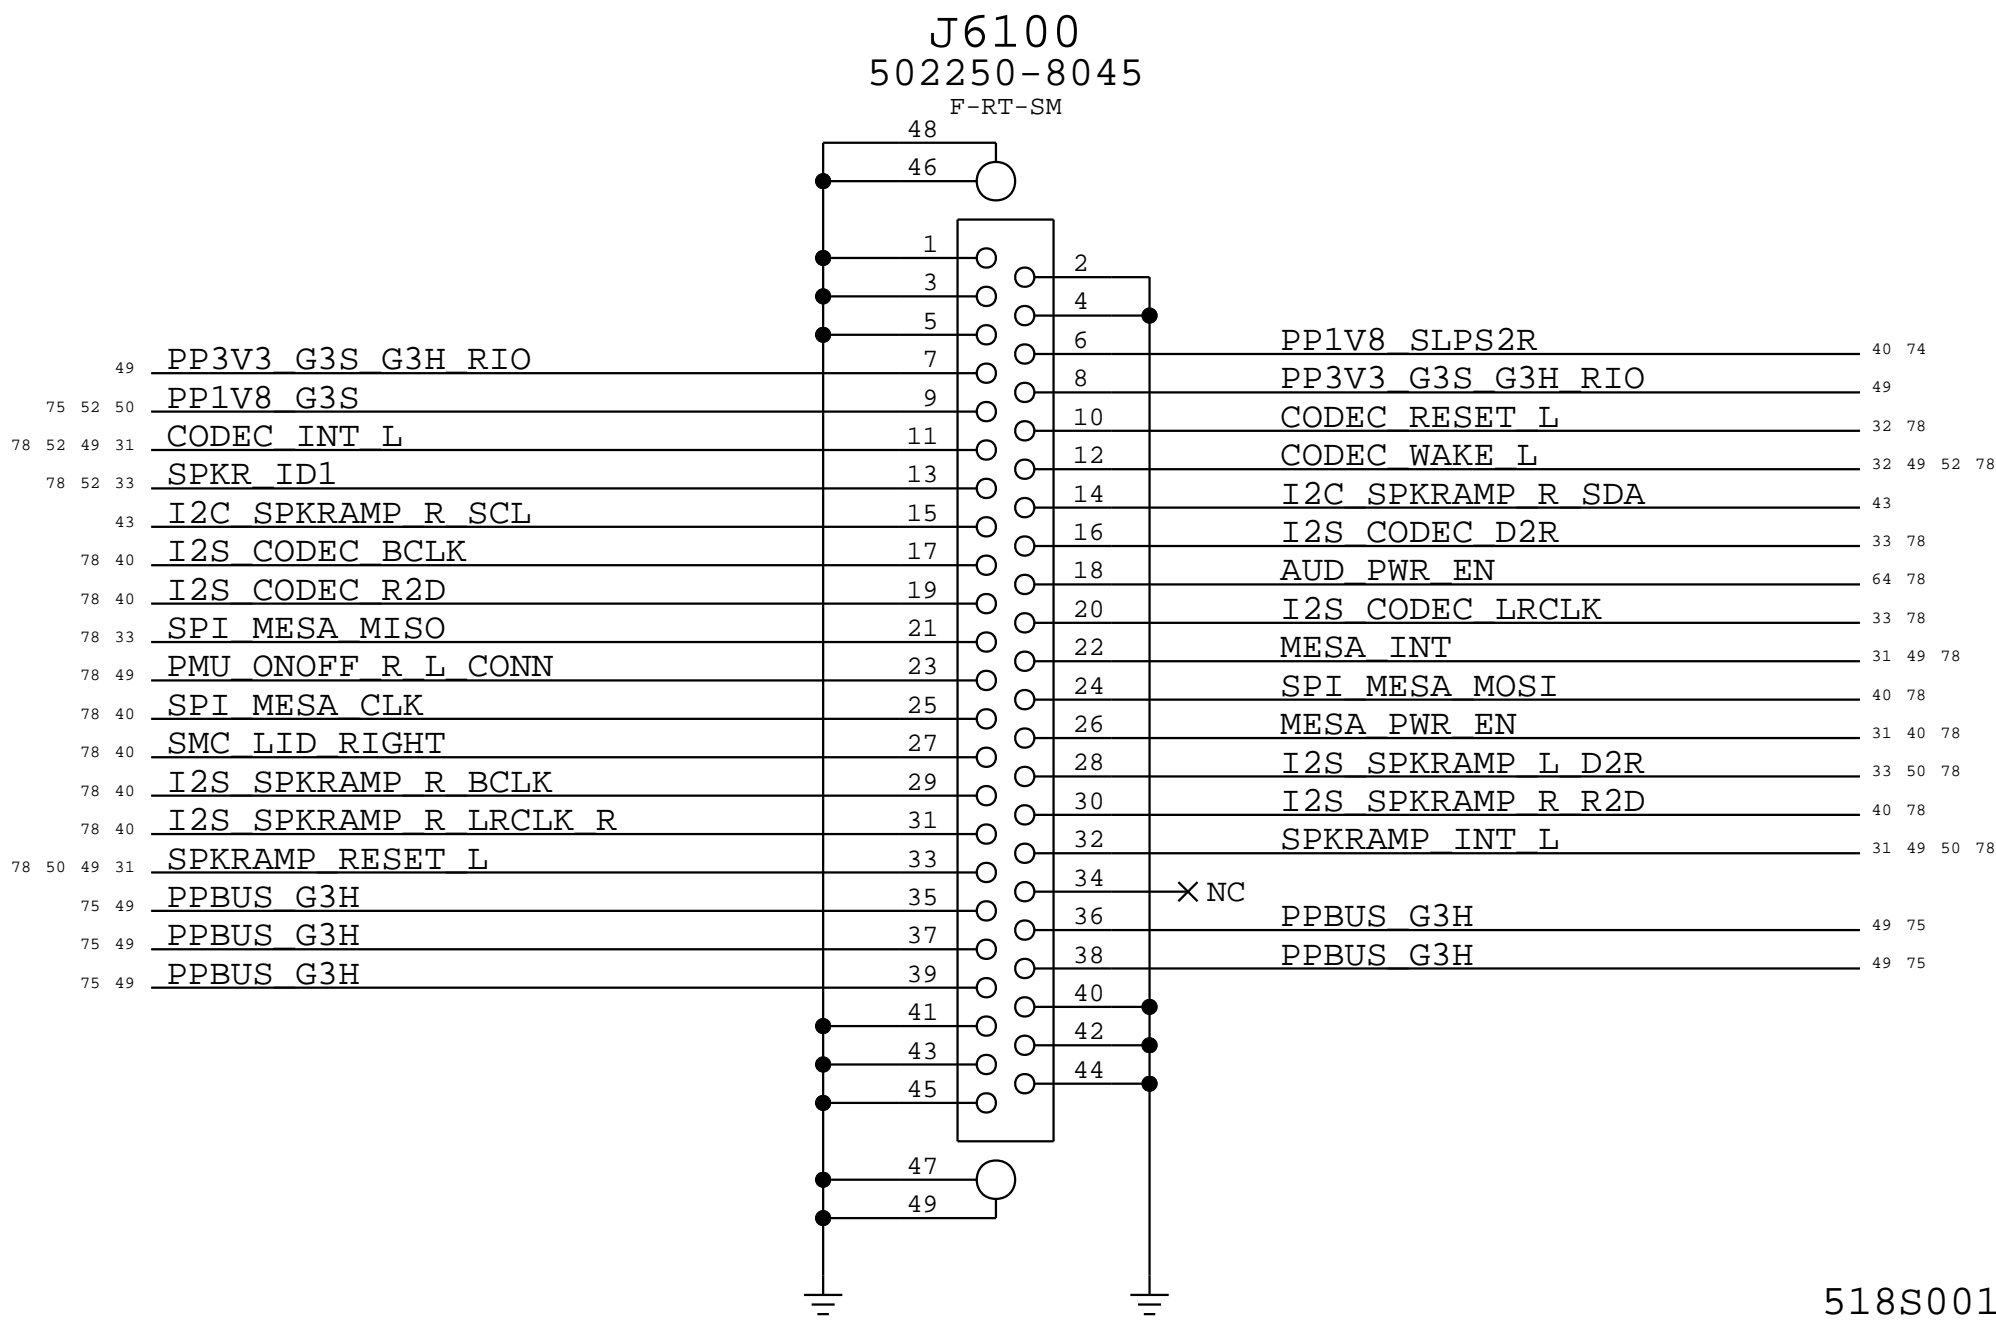 J6100
502250-8045
F-RT-SM
48
46
1
2
3
4
5
6 PP1V8_SLPS2R 40 74
49 PP3V3_G3S_G3H_RIO 7
8 PP3V3_G3S_G3H_RIO 49
75 52 50 PP1V8_G3S 9
10 CODEC_RESET_L 32 78
78 52 49 31 CODEC_INT_L 11
12 CODEC_WAKE_L 32 49 52 78
78 52 33 SPKR_ID1 13
14 I2C_SPKRAMP_R_SDA 43
43 I2C_SPKRAMP_R_SCL 15
16 I2S_CODEC_D2R 33 78
78 40 I2S_CODEC_BCLK 17
18 AUD_PWR_EN 64 78
78 40 I2S_CODEC_R2D 19
20 I2S_CODEC_LRCLK 33 78
78 33 SPI_MESA_MISO 21
22 MESA_INT 31 49 78
78 49 PMU_ONOFF_R_L_CONN 23
24 SPI_MESA_MOSI 40 78
78 40 SPI_MESA_CLK 25
26 MESA_PWR_EN 31 40 78
78 40 SMC_LID_RIGHT 27
28 I2S_SPKRAMP_L_D2R 33 50 78
78 40 I2S_SPKRAMP_R_BCLK 29
30 I2S_SPKRAMP_R_R2D 40 78
78 40 I2S_SPKRAMP_R_LRCLK_R 31
32 SPKRAMP_INT_L 31 49 50 78
78 50 49 31 SPKRAMP_RESET_L 33
34 NC
75 49 PPBUS_G3H 35
36 PPBUS_G3H 49 75
75 49 PPBUS_G3H 37
38 PPBUS_G3H 49 75
75 49 PPBUS_G3H 39
40
41
42
43
44
45
47
49
518S001